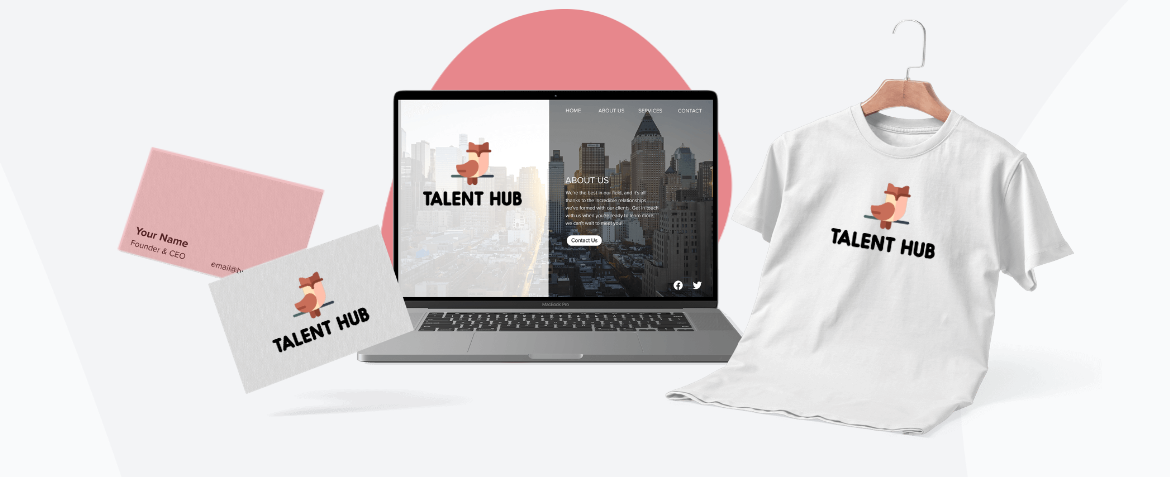 Your Name
Founder & CEO
TALENT HUB
HOME ABOUT US SERVICES CONTACT
TALENT HUB
ABOUT US
We're the best in our field, and it's all
thanks to the incredible relationships
we've formed with our clients. Get in touch
with us when you're ready to learn more,
we can't wait to meet you!
Contact Us
MacBook Pro
TALENT HUB